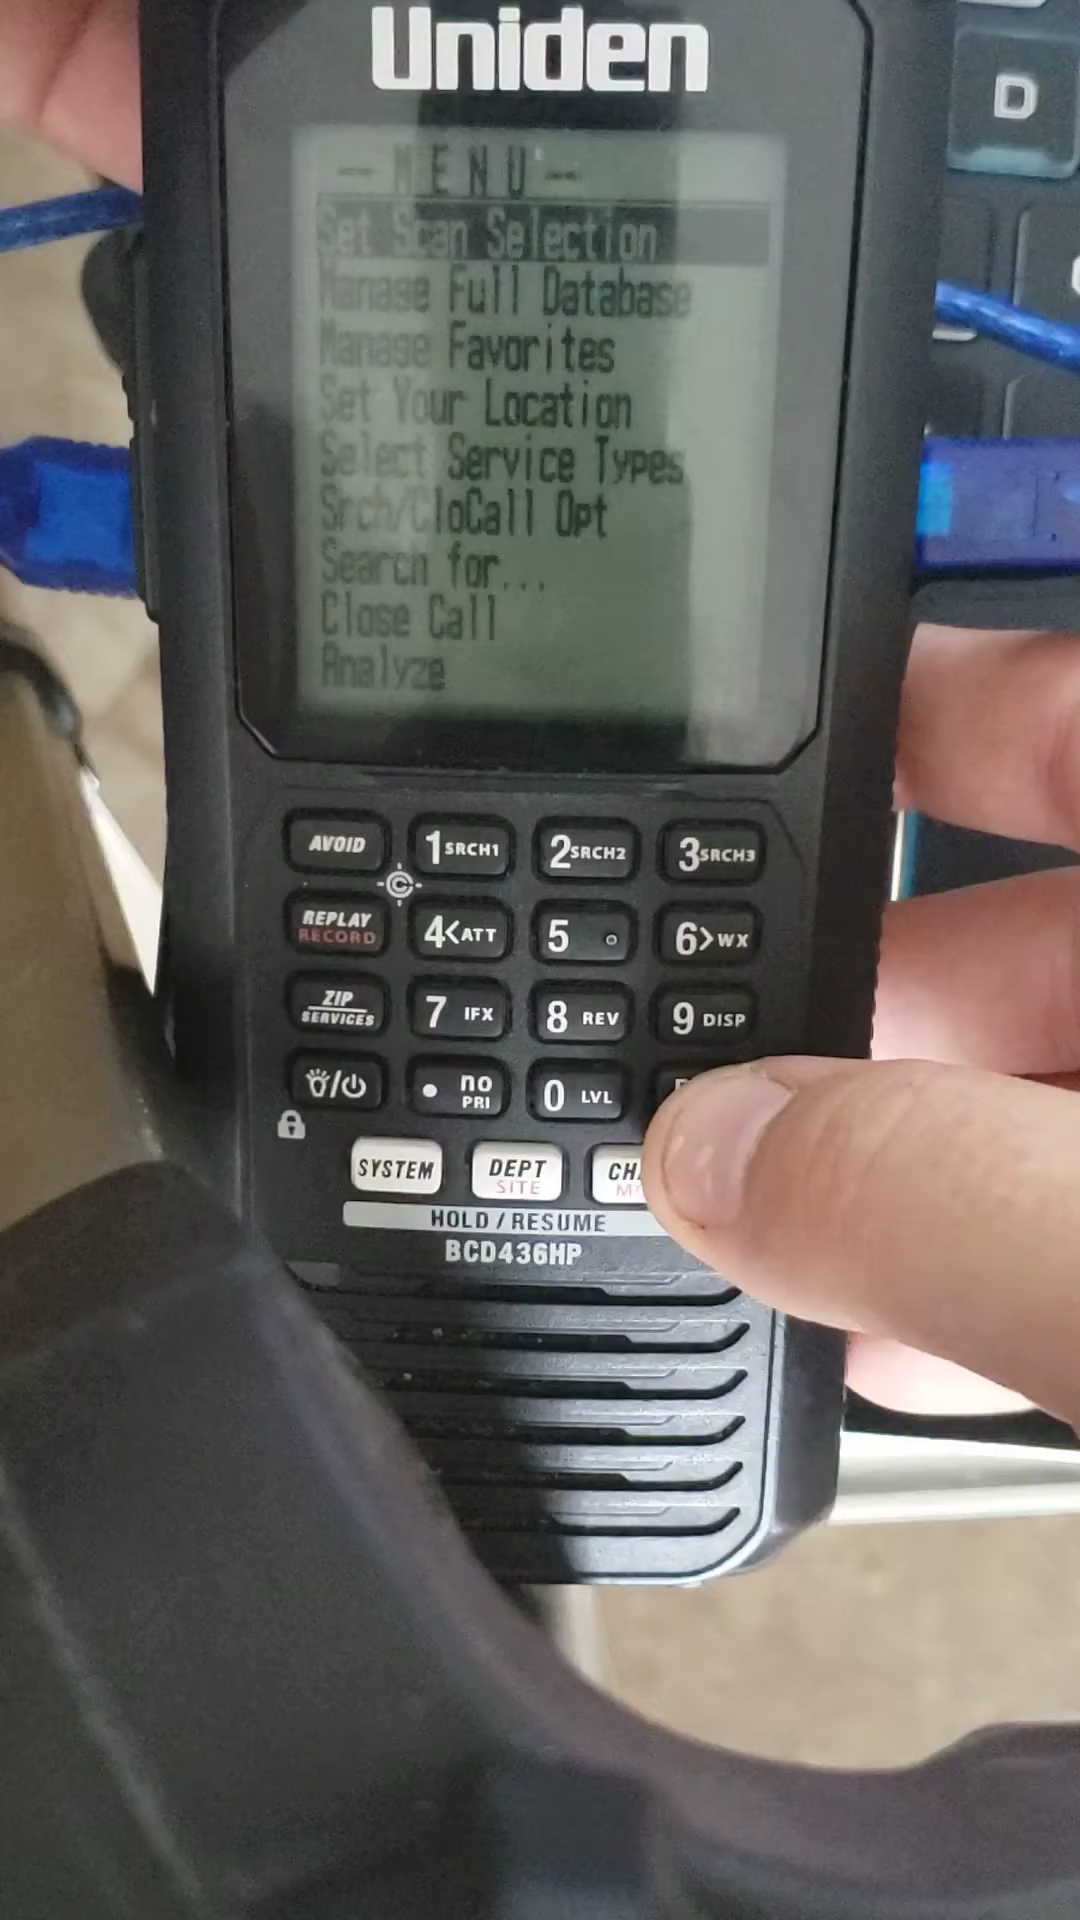 Uniden
-- M E N U --
Set Scan Selection
Manage Full Database
Manage Favorites
Set Your Location
Select Service Types
Srch/CloCall Opt
Search for...
Close Call
Analyze
AVOID 1 SRCH1 2 SRCH2 3 SRCH3
REPLAY
RECORD
4< ATT 5 6> WX
ZIP
SERVICES
7 IFX 8 REV 9 DISP
. no
PRI
0 LVL
SYSTEM
DEPT
SITE
HOLD / RESUME
BCD436HP
D